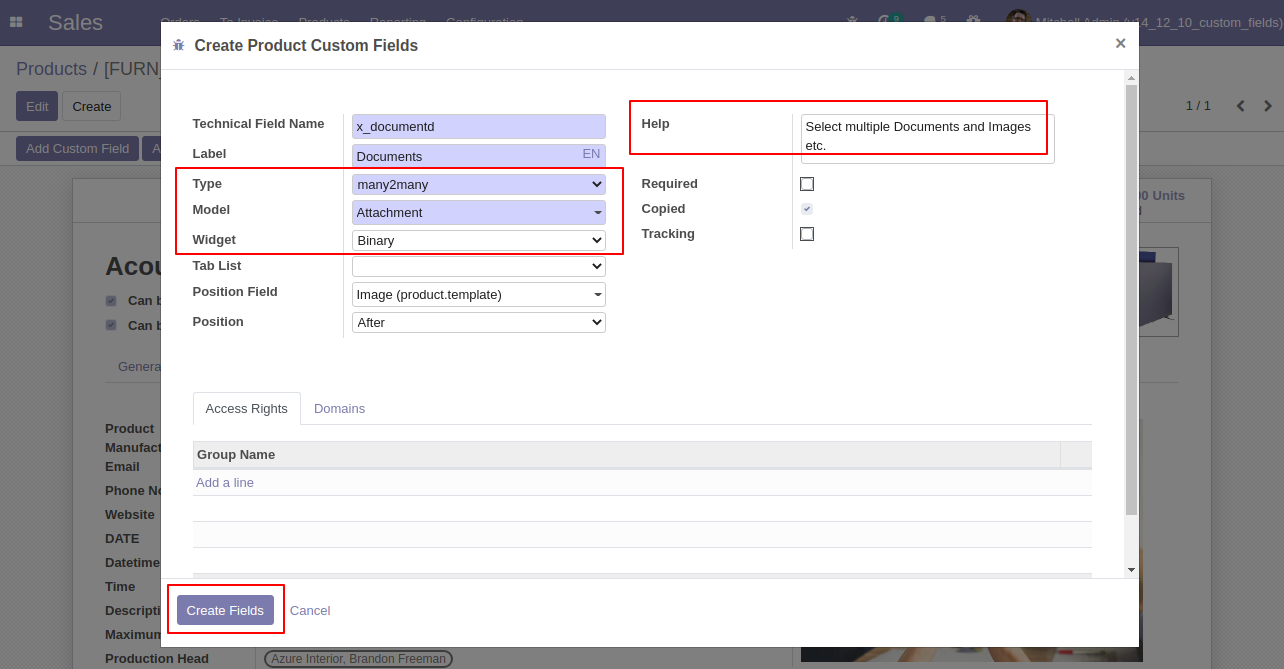 Sales
Orders To Invoice Products Reporting Configuration
9
5
Mitchell Admin (v14_12_10_custom_fields)
Products / [FURN_
Edit
Create
1 / 1
Add Custom Field
A
Create Product Custom Fields
×
Technical Field Name
x_documentd
Label
Documents
EN
Type
many2many
Model
Attachment
Widget
Binary
Tab List
Position Field
Image (product.template)
Position
After
Help
Select multiple Documents and Images
etc.
Required
Copied
Tracking
Access Rights
Domains
Group Name
Add a line
Create Fields
Cancel
00 Units
d
Acou
Can b
Can b
Genera
Product
Manufact
Email
Phone No
Website
DATE
Datetime
Time
Descripti
Maximum
Production Head
Azure Interior, Brandon Freeman